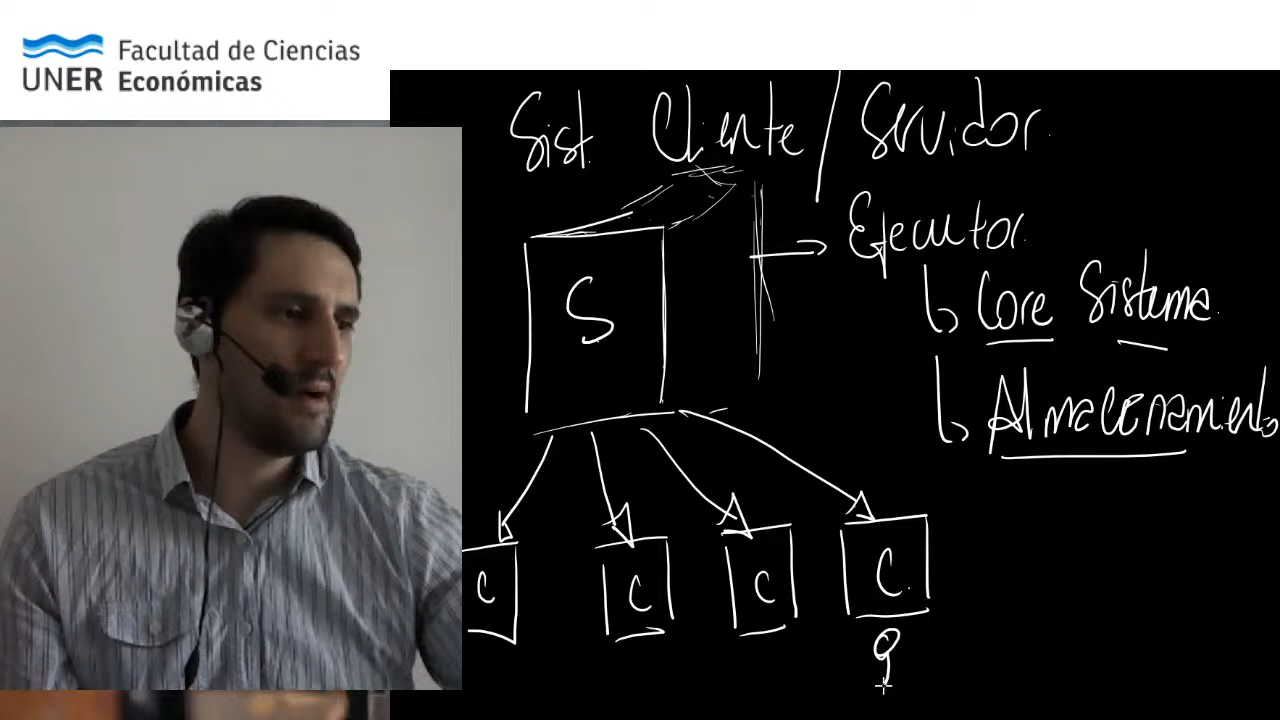 Facultad de Ciencias
UNER Económicas
Sist. Cliente / Servidor
Ejecutor
S
Core Sistema
Almacenamiento
C
C
C
C